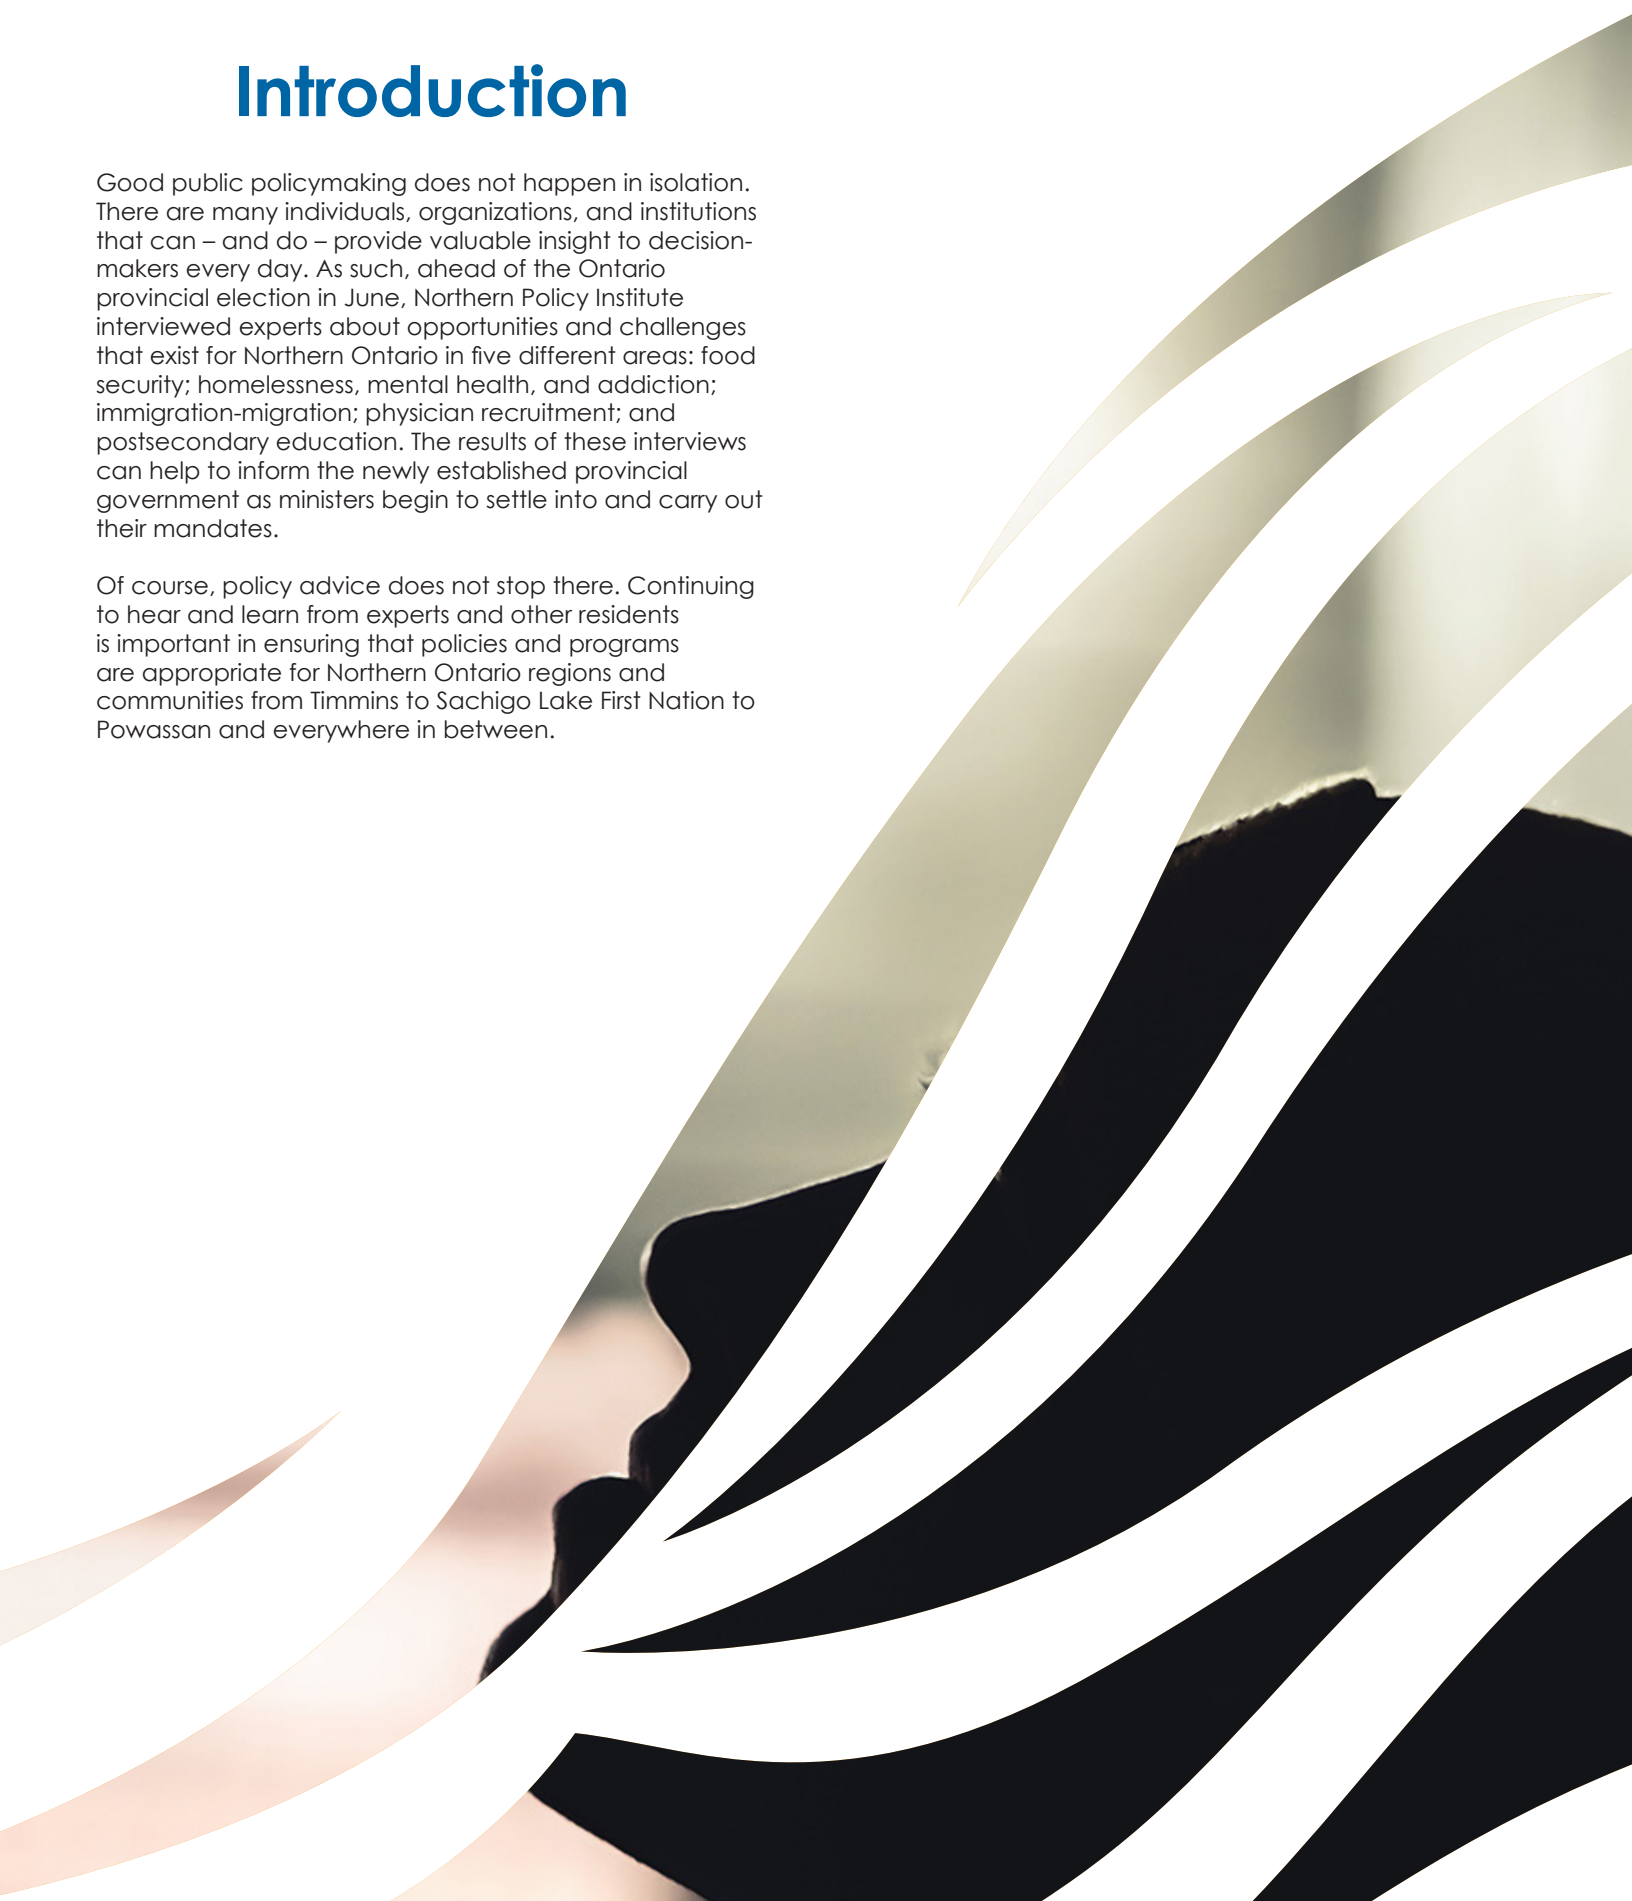 Introduction
Good public policymaking does not happen in isolation.
There are many individuals, organizations, and institutions
that can – and do – provide valuable insight to decision-
makers every day. As such, ahead of the Ontario
provincial election in June, Northern Policy Institute
interviewed experts about opportunities and challenges
that exist for Northern Ontario in five different areas: food
security; homelessness, mental health, and addiction;
immigration-migration; physician recruitment; and
postsecondary education. The results of these interviews
can help to inform the newly established provincial
government as ministers begin to settle into and carry out
their mandates.
Of course, policy advice does not stop there. Continuing
to hear and learn from experts and other residents
is important in ensuring that policies and programs
are appropriate for Northern Ontario regions and
communities from Timmins to Sachigo Lake First Nation to
Powassan and everywhere in between.